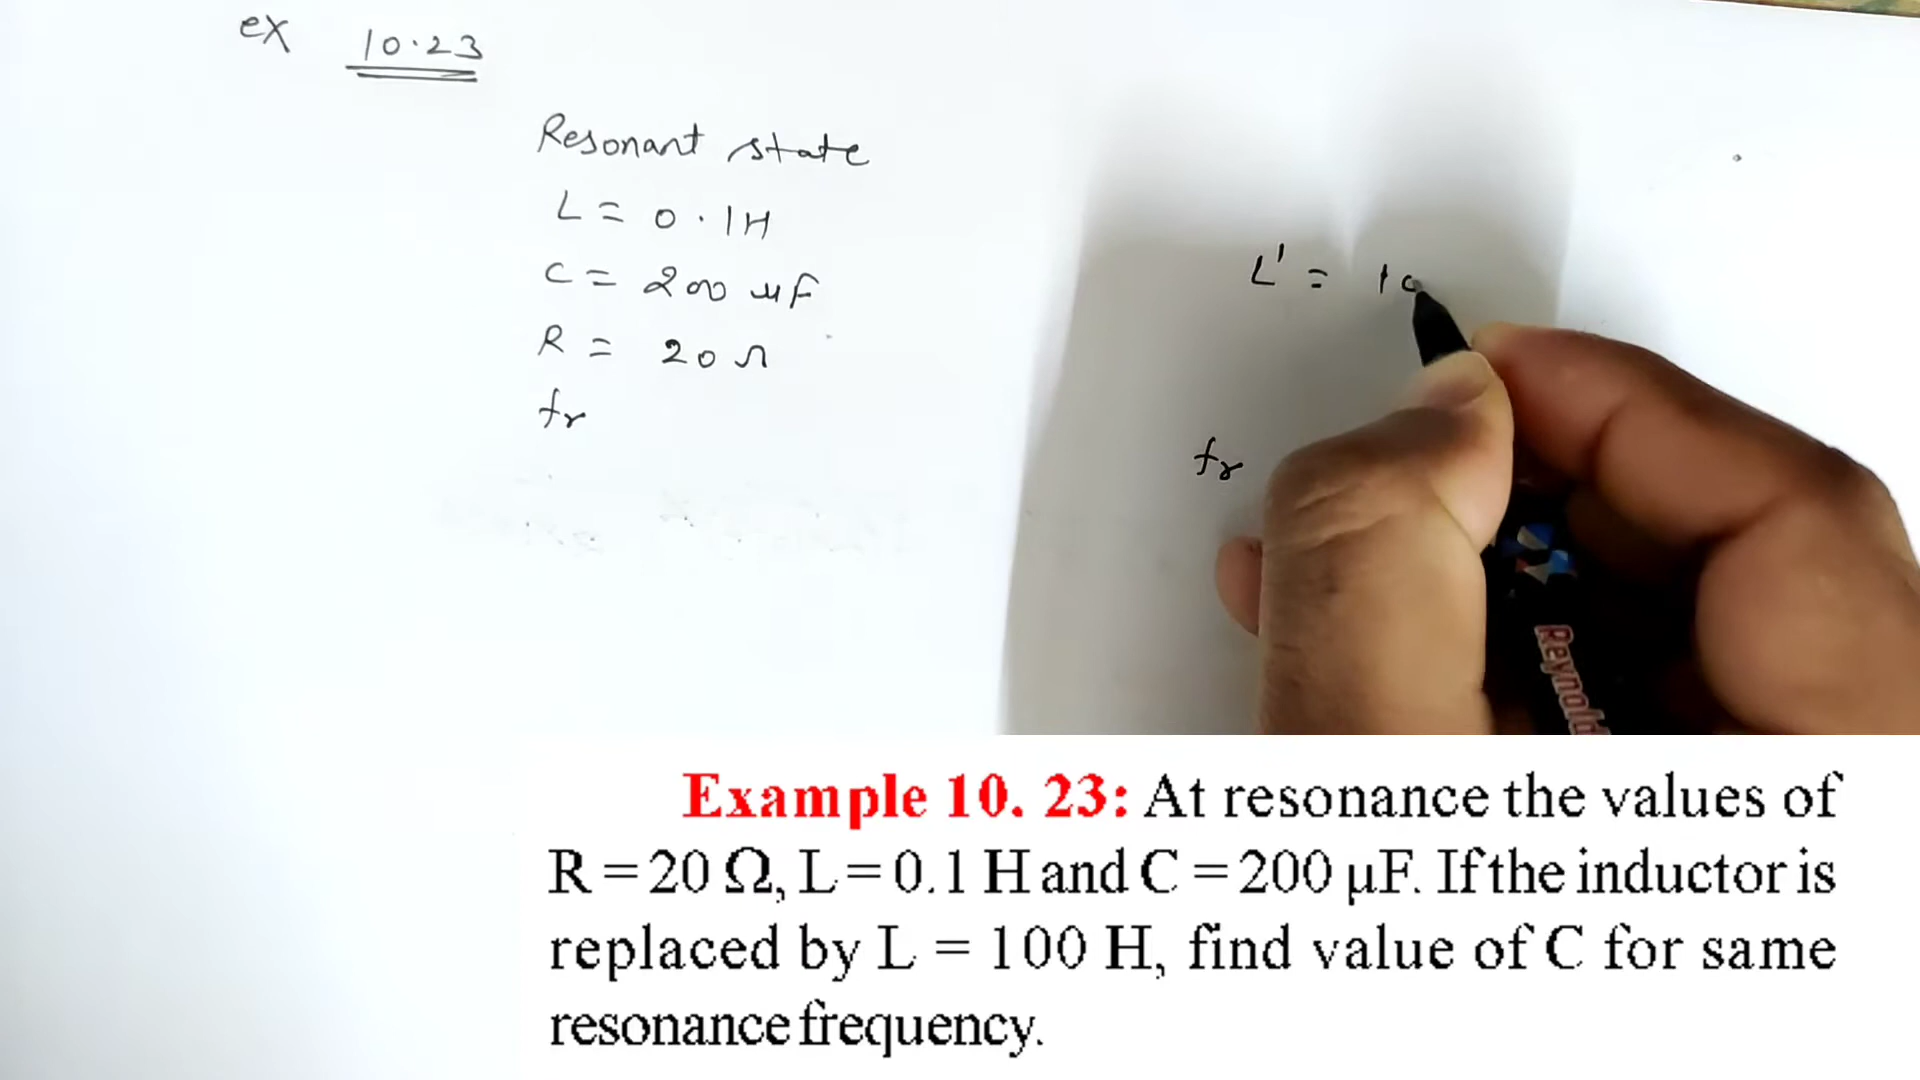 ex 10.23
Resonant state
L = 0.1H
C = 200 μF
R = 20 Ω
fr
L' = 10
fr
Reynold
Example 10. 23: At resonance the values of
R = 20 Ω, L = 0.1 H and C = 200 μF. If the inductor is
replaced by L = 100 H, find value of C for same
resonance frequency.